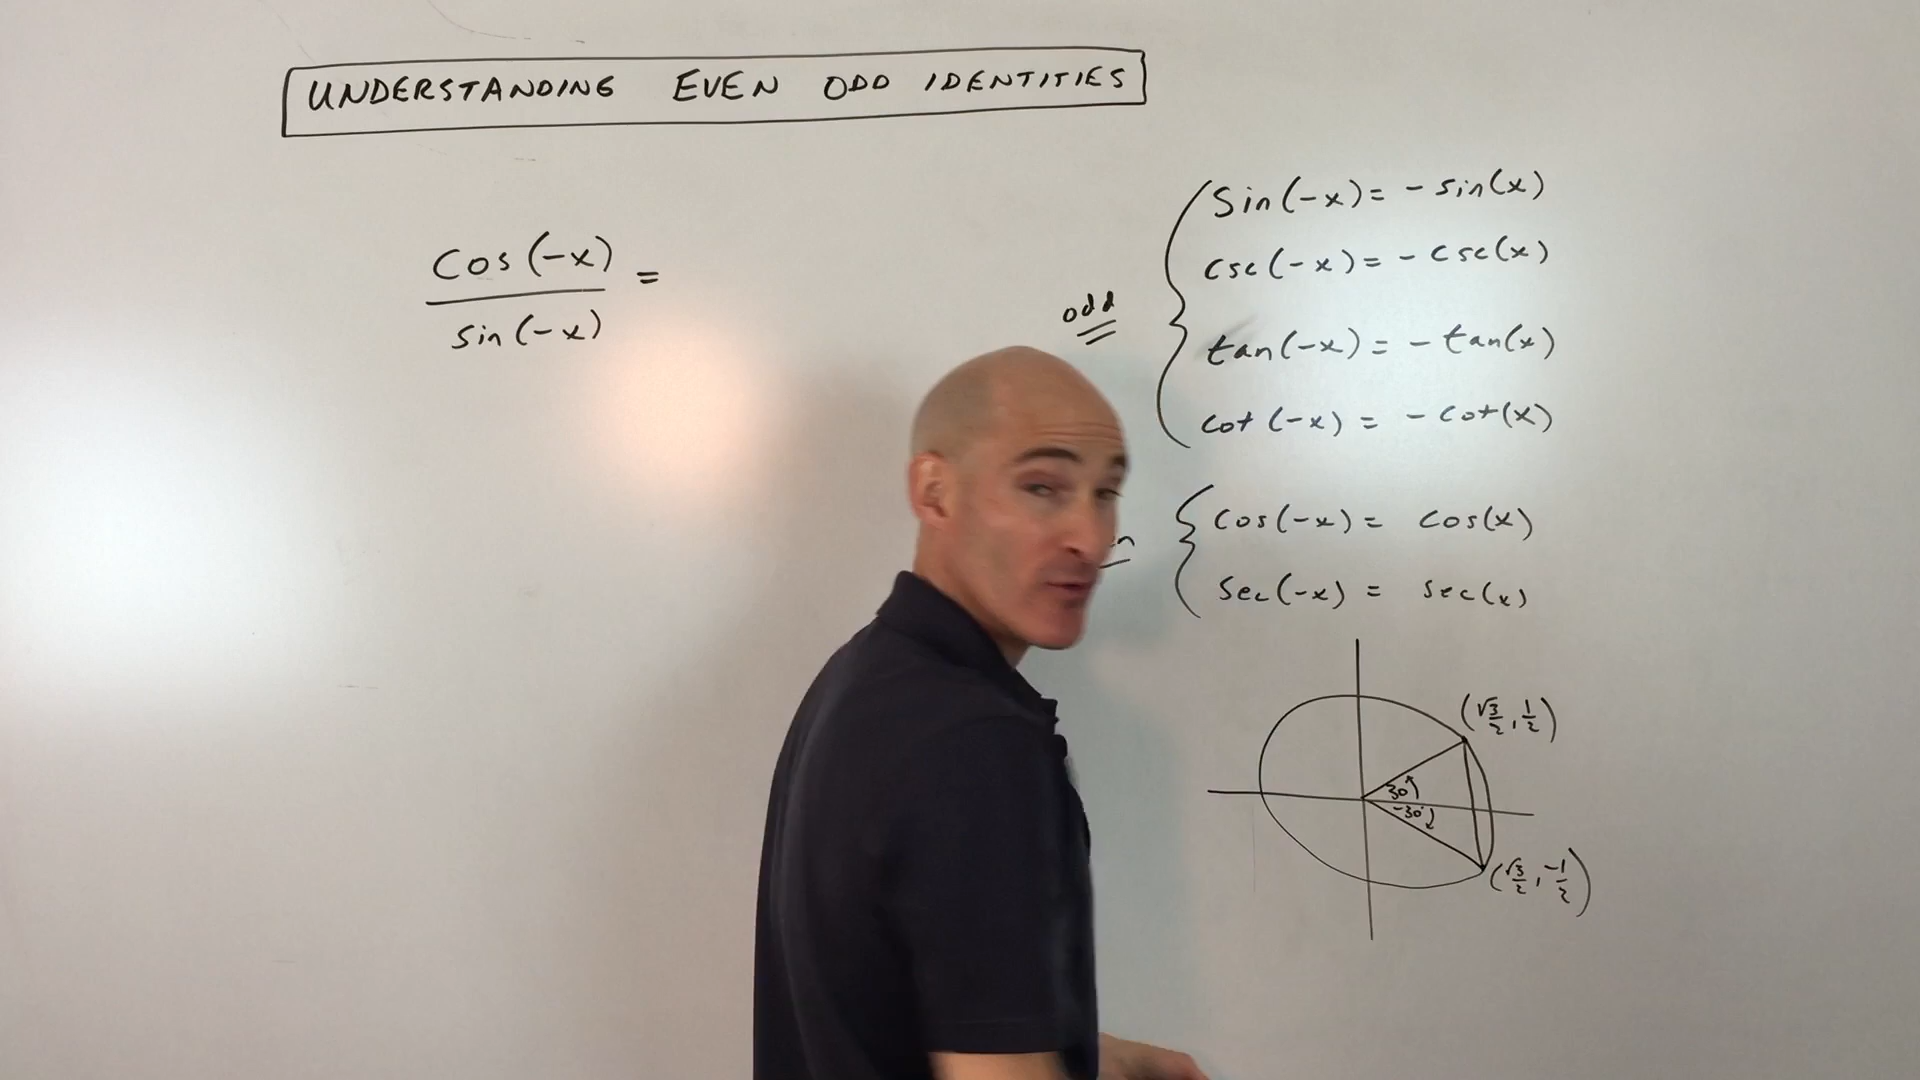 UNDERSTANDING EVEN ODD IDENTITIES
cos(-x)
sin(-x)
=
odd
Sin(-x) = - sin(x)
csc(-x) = - csc(x)
tan(-x) = - tan(x)
cot(-x) = - cot(x)
cos(-x) = cos(x)
sec(-x) = sec(x)
(√3/2, 1/2)
30°
-30°
(√3/2, -1/2)